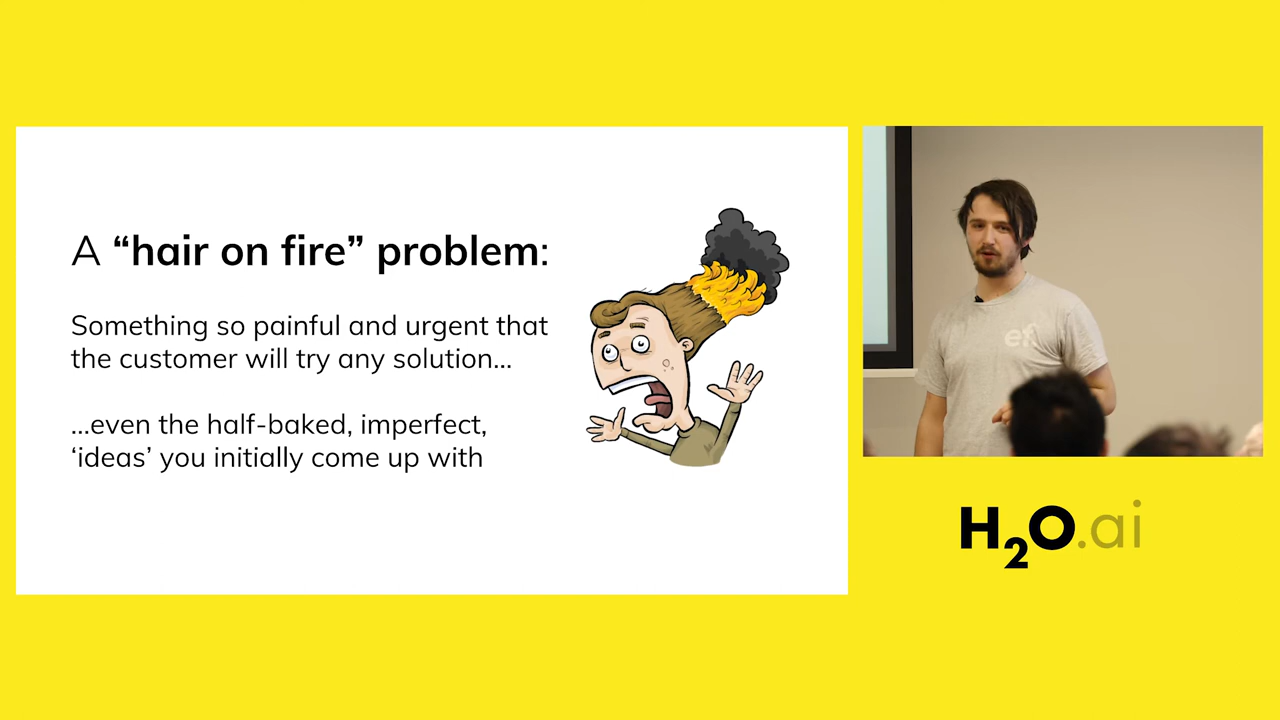 A “hair on fire” problem:
Something so painful and urgent that
the customer will try any solution...
...even the half-baked, imperfect,
‘ideas’ you initially come up with
ef
H2O.ai